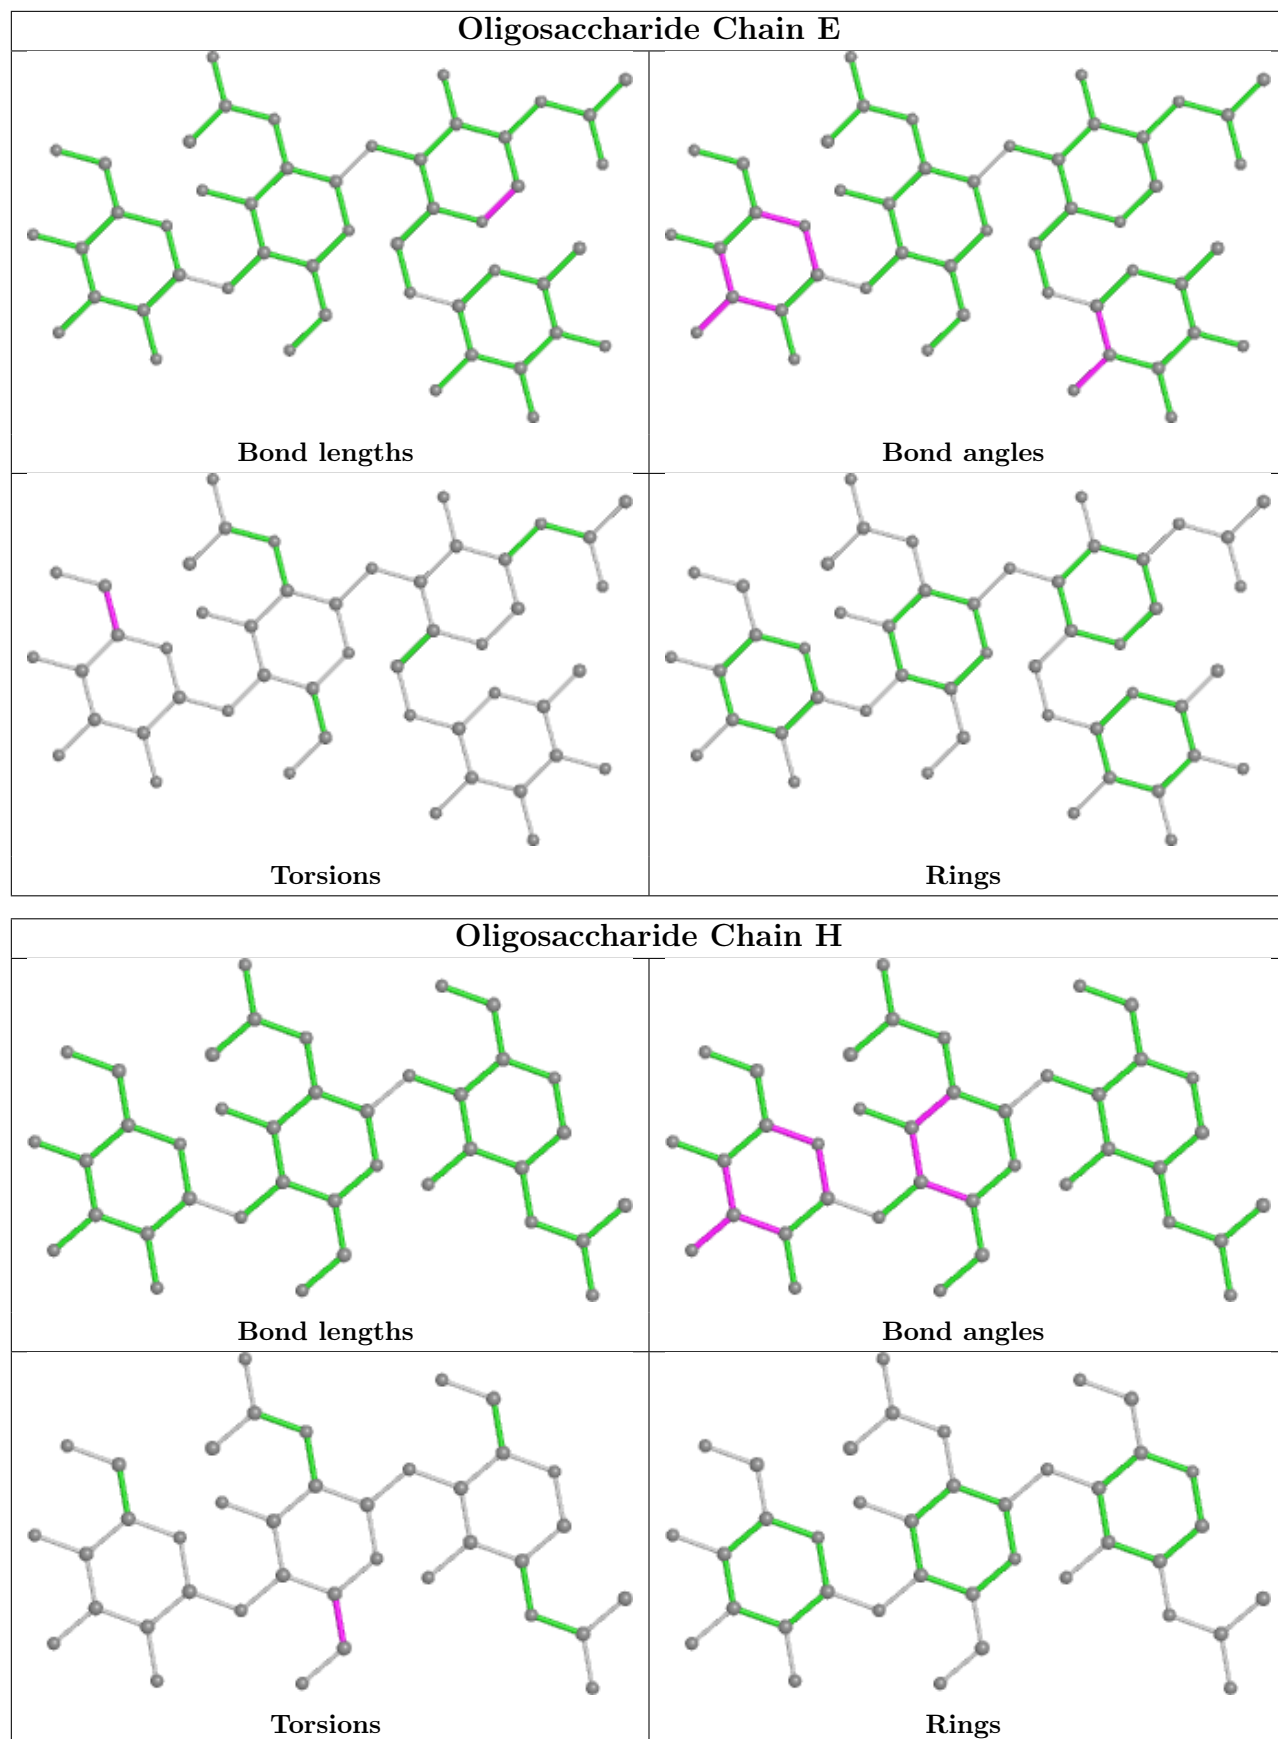 Oligosaccharide Chain E
Bond lengths
Bond angles
Torsions
Rings
Oligosaccharide Chain H
Bond lengths
Bond angles
Torsions
Rings